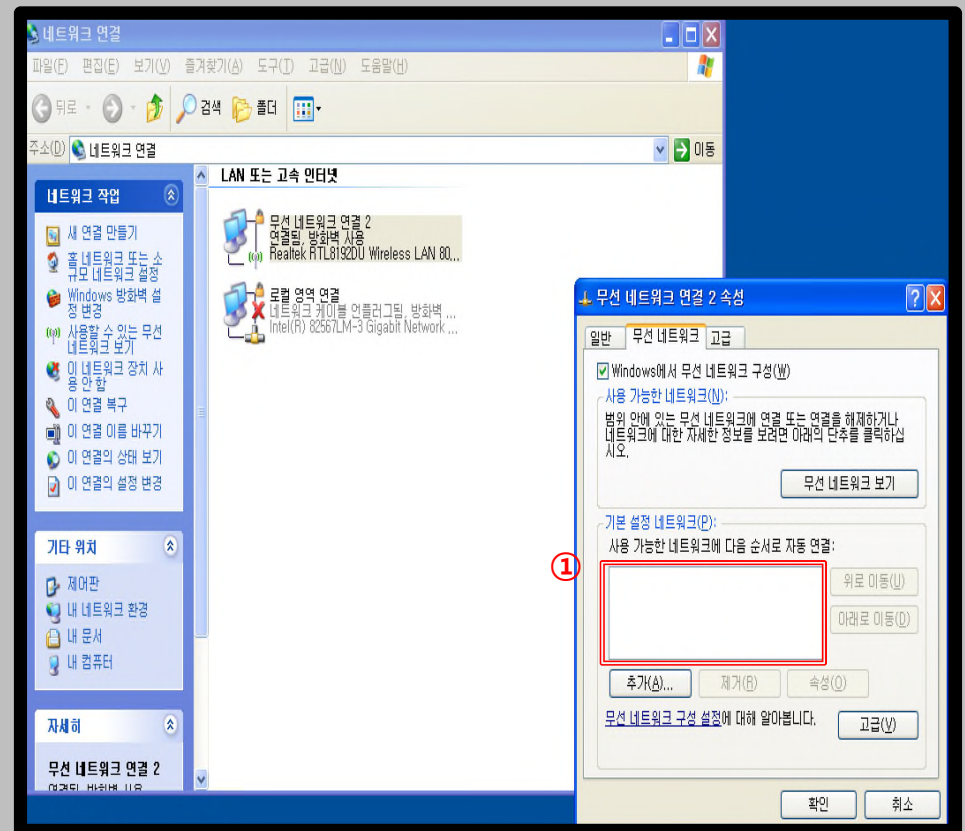 네트워크 연결
파일(F) 편집(E) 보기(V) 즐겨찾기(A) 도구(T) 고급(N) 도움말(H)
뒤로 검색 폴더
주소(D) 네트워크 연결 이동
네트워크 작업
새 연결 만들기
홈 네트워크 또는 소
규모 네트워크 설정
Windows 방화벽 설
정 변경
사용할 수 있는 무선
네트워크 보기
이 네트워크 장치 사
용 안 함
이 연결 복구
이 연결 이름 바꾸기
이 연결의 상태 보기
이 연결의 설정 변경
기타 위치
제어판
내 네트워크 환경
내 문서
내 컴퓨터
자세히
무선 네트워크 연결 2
LAN 또는 고속 인터넷
무선 네트워크 연결 2
연결됨, 방화벽 사용
Realtek RTL8192DU Wireless LAN 80...
로컬 영역 연결
네트워크 케이블 언플러그됨, 방화벽 ...
Intel(R) 82567LM-3 Gigabit Network ...
무선 네트워크 연결 2 속성
일반 무선 네트워크 고급
Windows에서 무선 네트워크 구성(W)
사용 가능한 네트워크(N):
범위 안에 있는 무선 네트워크에 연결 또는 연결을 해제하거나
네트워크에 대한 자세한 정보를 보려면 아래의 단추를 클릭하십
시오.
무선 네트워크 보기
기본 설정 네트워크(P):
사용 가능한 네트워크에 다음 순서로 자동 연결:
①
위로 이동(U)
아래로 이동(D)
추가(A)... 제거(R) 속성(O)
무선 네트워크 구성 설정에 대해 알아봅니다.
고급(V)
확인 취소